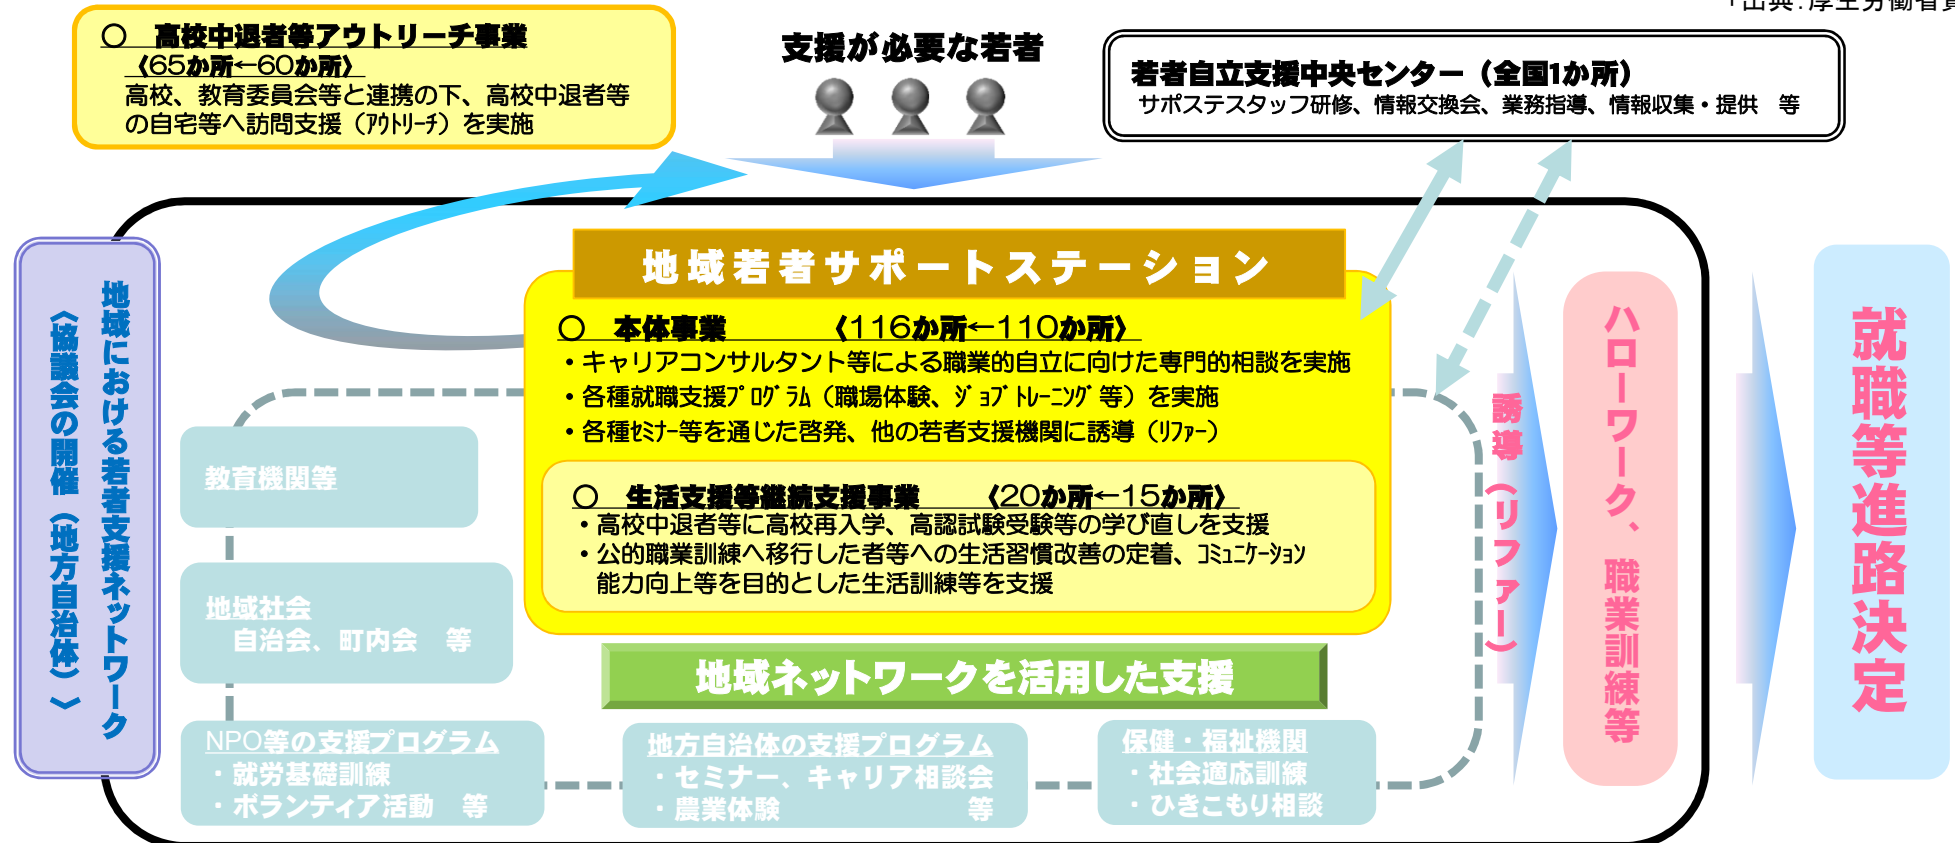 「出典：厚生労働省
○　高校中退者等アウトリーチ事業
〈65か所←60か所〉
高校、教育委員会等と連携の下、高校中退者等
の自宅等へ訪問支援（ｱｳﾄﾘｰﾁ）を実施
支援が必要な若者
若者自立支援中央センター（全国1か所）
サポステスタッフ研修、情報交換会、業務指導、情報収集・提供　等
地域における若者支援ネットワーク
〈協議会の開催（地方自治体）〉
地域若者サポートステーション
○　本体事業　　　　〈116か所←110か所〉
・キャリアコンサルタント等による職業的自立に向けた専門的相談を実施
・各種就職支援ﾌﾟﾛｸﾞﾗﾑ（職場体験、ｼﾞｮﾌﾞﾄﾚｰﾆﾝｸﾞ等）を実施
・各種ｾﾐﾅｰ等を通じた啓発、他の若者支援機関に誘導（ﾘﾌｧｰ）
○　生活支援等継続支援事業　　〈20か所←15か所〉
・高校中退者等に高校再入学、高認試験受験等の学び直しを支援
・公的職業訓練へ移行した者等への生活習慣改善の定着、ｺﾐｭﾆｹｰｼｮﾝ
能力向上等を目的とした生活訓練等を支援
地域ネットワークを活用した支援
教育機関等
地域社会
自治会、町内会　等
NPO等の支援プログラム
・就労基礎訓練
・ボランティア活動　等
地方自治体の支援プログラム
・セミナー、キャリア相談会
・農業体験　　　　　　　等
保健・福祉機関
・社会適応訓練
・ひきこもり相談
誘導（リファー）
ハローワーク、職業訓練等
就職等進路決定